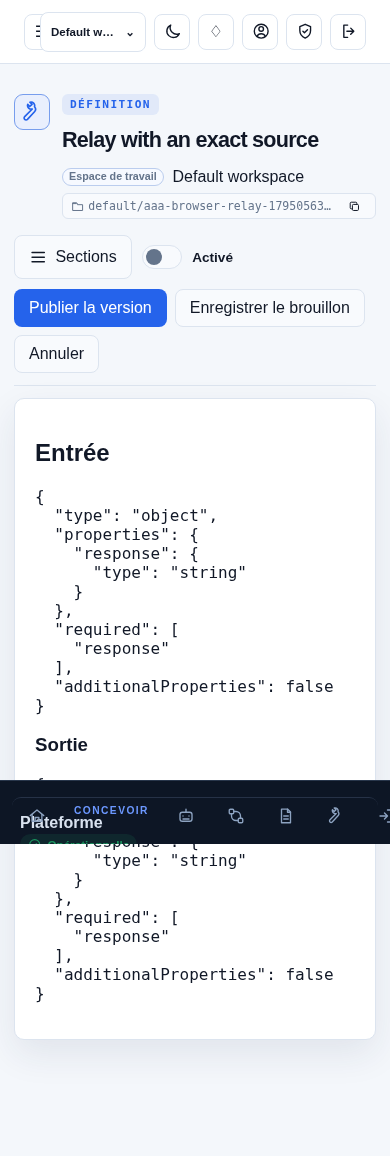 Default w…
DÉFINITION
Relay with an exact source
Espace de travail Default workspace
default/aaa-browser-relay-17950563…
Sections
Activé
Publier la version
Enregistrer le brouillon
Annuler
Entrée
{
  "type": "object",
  "properties": {
    "response": {
      "type": "string"
    }
  },
  "required": [
    "response"
  ],
  "additionalProperties": false
}
Sortie
CONCEVOIR
Plateforme
      "type": "string"
    }
  },
  "required": [
    "response"
  ],
  "additionalProperties": false
}